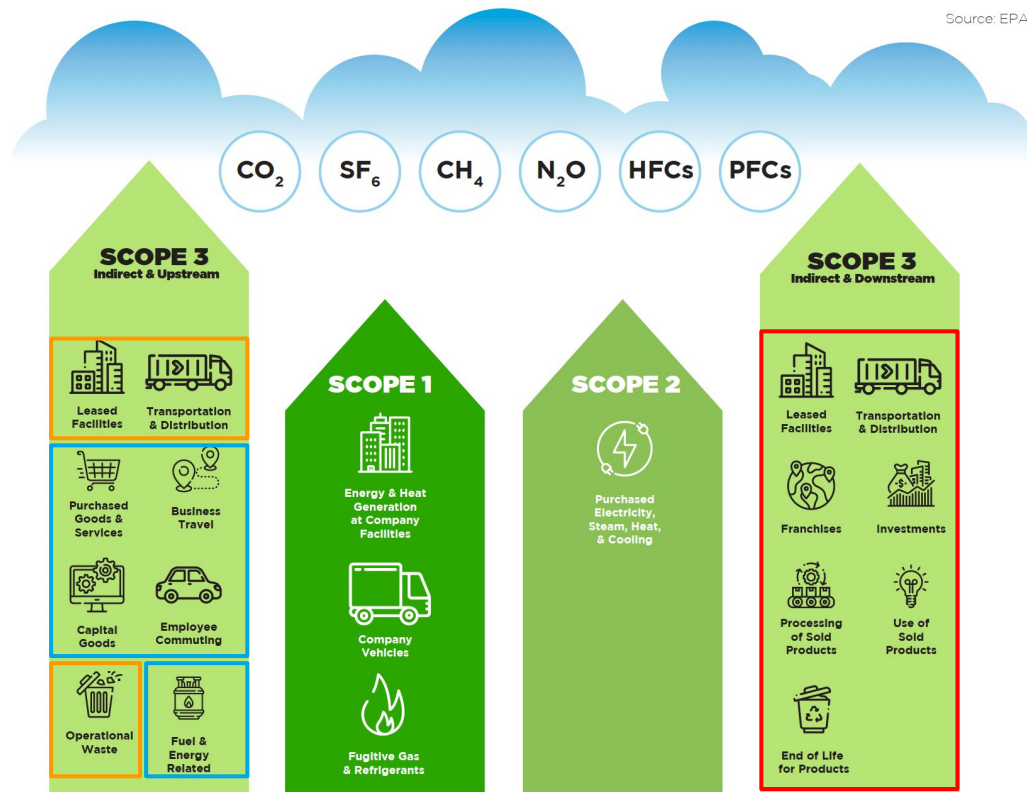 Source: EPA
CO₂
SF₆
CH₄
N₂O
HFCs
PFCs
SCOPE 3
Indirect & Upstream
Leased
Facilities
Transportation
& Distribution
Purchased
Goods &
Services
Business
Travel
Capital
Goods
Employee
Commuting
Operational
Waste
Fuel &
Energy
Related
SCOPE 1
Energy & Heat
Generation
at Company
Facilities
Company
Vehicles
Fugitive Gas
& Refrigerants
SCOPE 2
Purchased
Electricity,
Steam, Heat,
& Cooling
SCOPE 3
Indirect & Downstream
Leased
Facilities
Transportation
& Distribution
Franchises
Investments
Processing
of Sold
Products
Use of
Sold
Products
End of Life
for Products